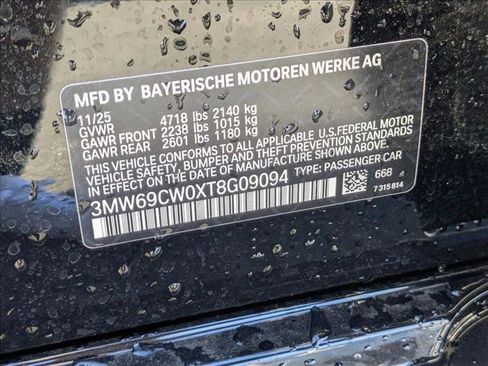 MFD BY BAYERISCHE MOTOREN WERKE AG
11/25
GVWR 4718 lbs 2140 kg
GAWR FRONT 2238 lbs 1015 kg
GAWR REAR 2601 lbs 1180 kg
THIS VEHICLE CONFORMS TO ALL APPLICABLE U.S.FEDERAL MOTOR
VEHICLE SAFETY, BUMPER AND THEFT PREVENTION STANDARDS
IN EFFECT ON THE DATE OF MANUFACTURE SHOWN ABOVE.
3MW69CW0XT8G09094 TYPE: PASSENGER CAR
668
7 315 814